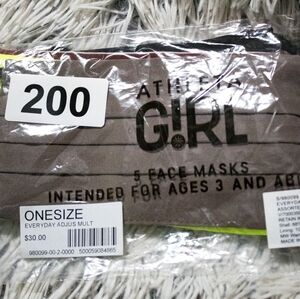 ATHLETA
G!RL
200
5 FACE MASKS
INTENDED FOR AGES 3 AND
ONESIZE
EVERYDAY ADJUS MULT
$30.00
980099-00-2-0000 500059084665